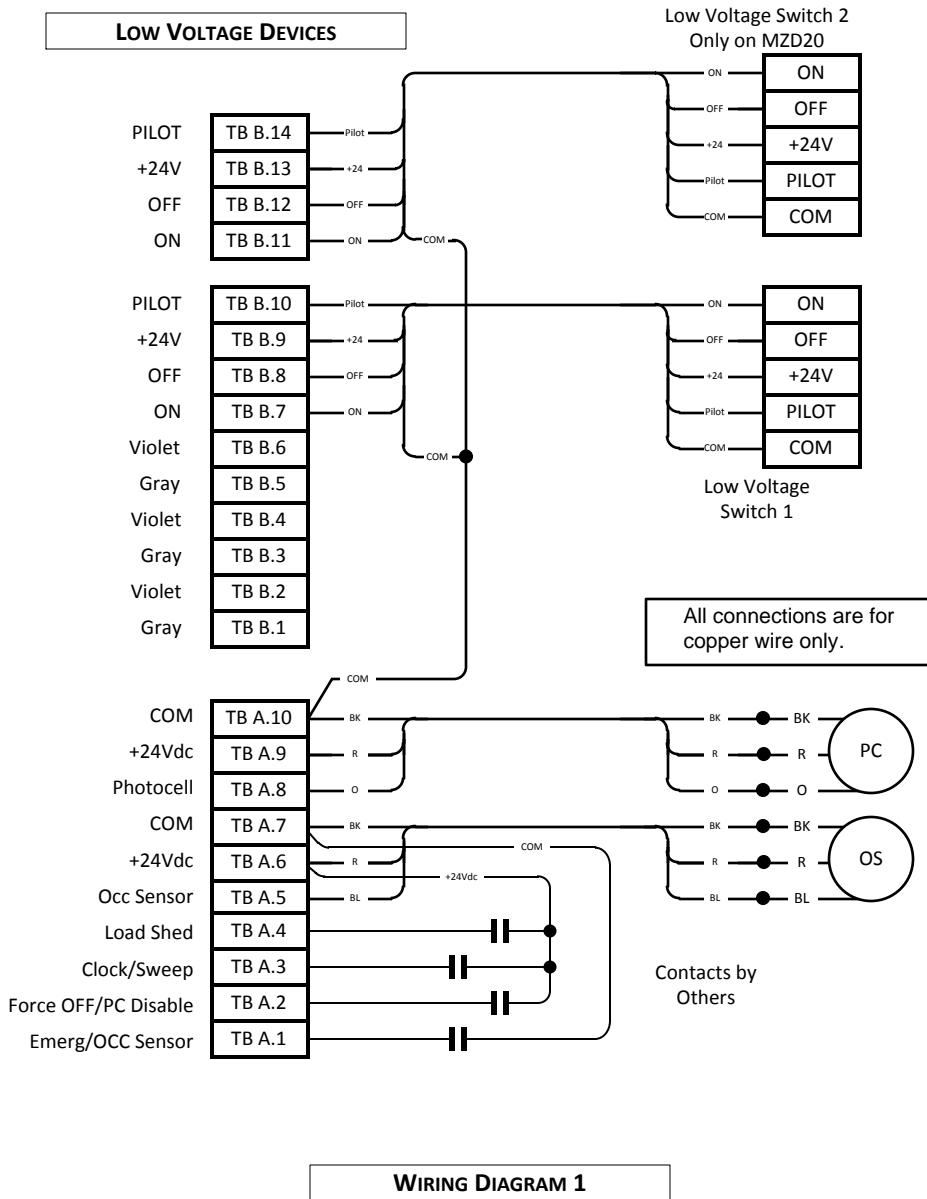 LOW VOLTAGE DEVICES
Low Voltage Switch 2
Only on MZD20
PILOT TB B.14 Pilot
+24V TB B.13 +24
OFF TB B.12 OFF
ON TB B.11 ON
COM
ON ON
OFF OFF
+24 +24V
Pilot PILOT
COM COM
PILOT TB B.10 Pilot
+24V TB B.9 +24
OFF TB B.8 OFF
ON TB B.7 ON
Violet TB B.6
COM
Gray TB B.5
Violet TB B.4
Gray TB B.3
Violet TB B.2
Gray TB B.1
ON ON
OFF OFF
+24 +24V
Pilot PILOT
COM COM
Low Voltage
Switch 1
All connections are for
copper wire only.
COM
COM TB A.10 BK BK BK
+24Vdc TB A.9 R R R PC
Photocell TB A.8 O O O
COM TB A.7 BK BK BK
COM
+24Vdc TB A.6 R R R OS
+24Vdc
Occ Sensor TB A.5 BL BL BL
Load Shed TB A.4
Clock/Sweep TB A.3
Force OFF/PC Disable TB A.2
Emerg/OCC Sensor TB A.1
Contacts by
Others
WIRING DIAGRAM 1